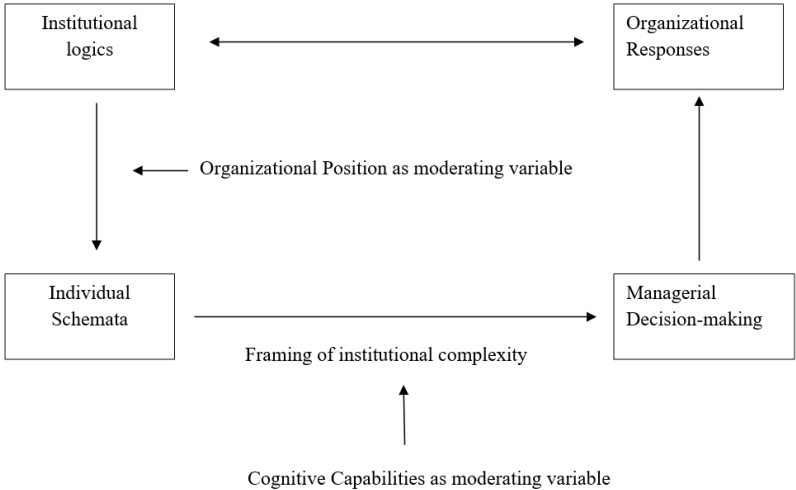 Institutional
logics
Organizational
Responses
Organizational Position as moderating variable
Individual
Schemata
Managerial
Decision-making
Framing of institutional complexity
Cognitive Capabilities as moderating variable